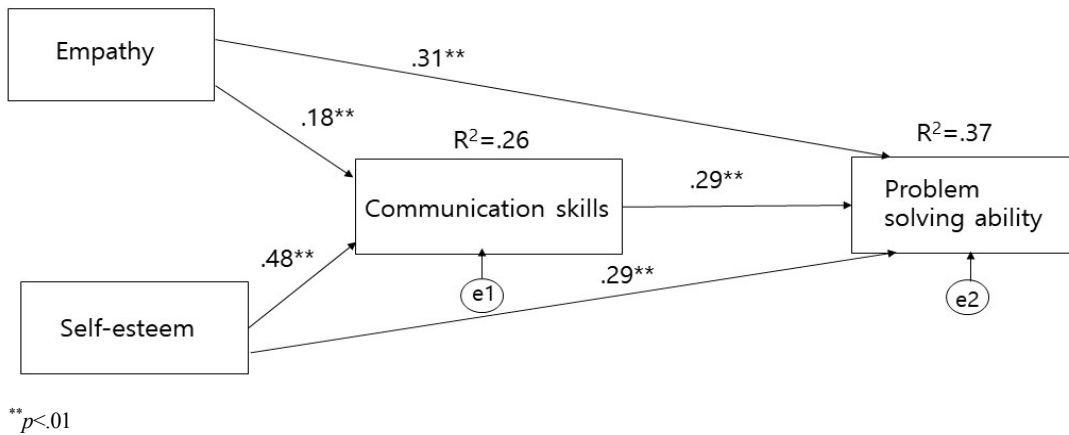 Empathy
.31**
.18**
R²=.26
R²=.37
Communication skills
.29**
Problem
solving ability
.48**
.29**
e1
e2
Self-esteem
**p<.01